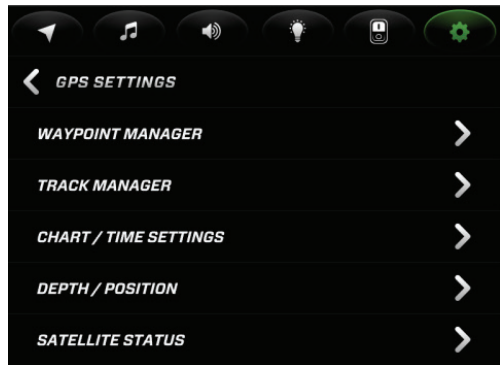 GPS SETTINGS
WAYPOINT MANAGER
TRACK MANAGER
CHART / TIME SETTINGS
DEPTH / POSITION
SATELLITE STATUS